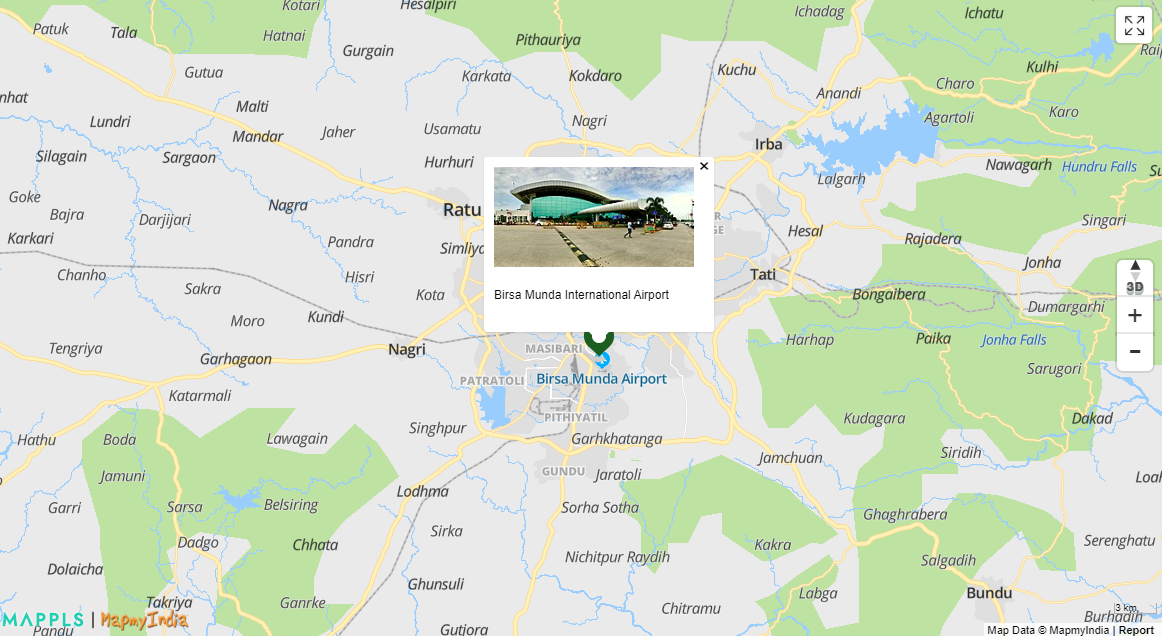 Kotari
Hesalpiri
Ichadag
Ichatu
Patuk
Tala
Hatnai
Gurgain
Pithauriya
Gutua
Karkata
Kokdaro
Kuchu
Kulhi
Charo
Anandi
Malti
Lundri
Mandar
Jaher
Usamatu
Nagri
Agartoli
Karo
Irba
Silagain
Sargaon
Hurhuri
Nawagarh
Hundru Falls
Lalgarh
Goke
Bajra
Nagra
Darijjari
Ratu
Singari
Karkari
Pandra
Simliya
Hesal
Rajadera
Chanho
Hisri
Tati
Jonha
Sakra
Kota
Birsa Munda International Airport
Bongaibera
3D
Dumargarhi
Moro
Kundi
+
Tengriya
Garhagaon
Nagri
MASIBARI
Harhap
Paika
Jonha Falls
-
PATRATOLI
Birsa Munda Airport
Sarugori
Katarmali
PITHIYATIL
Kudagara
Dakad
Hathu
Boda
Lawagain
Singhpur
Garhkhatanga
Siridih
Jamuni
GUNDU
Jaratoli
Jamchuan
Garri
Sarsa
Belsiring
Lodhma
Sorha Sotha
Ghaghrabera
Dadgo
Chhata
Sirka
Nichitpur Raydih
Kakra
Serenghatu
Dolaicha
Ghunsuli
Salgadih
Takriya
Ganrke
Chitramu
Labga
Bundu
3 km
MAPPLS | MapmyIndia
Pandu
Gutiora
Burhadih
Map Data © MapmyIndia | Report